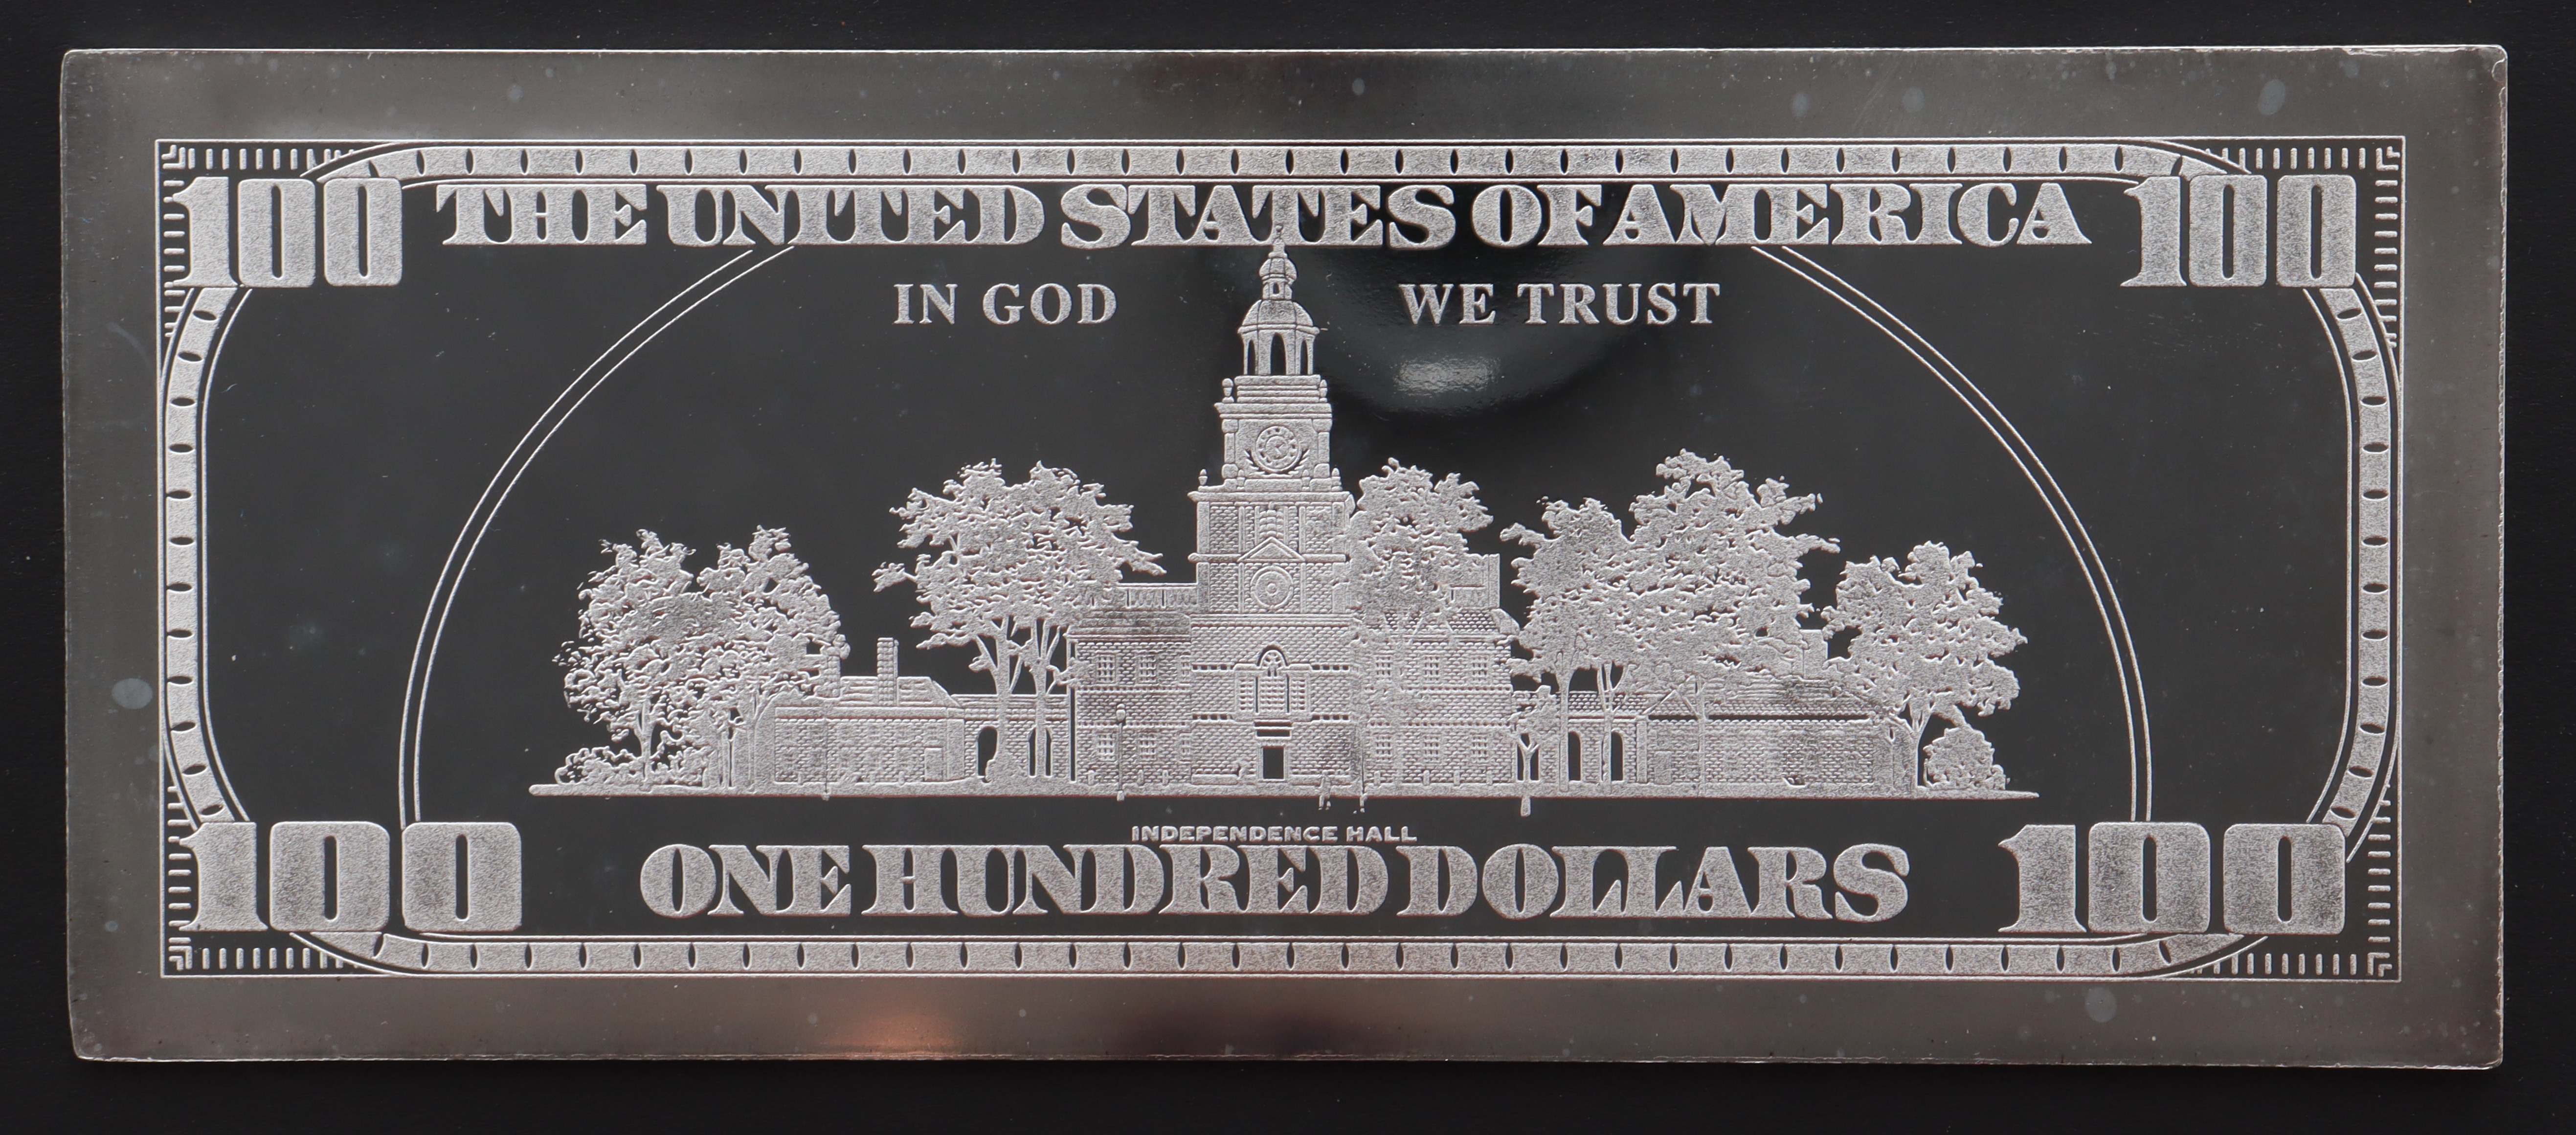 100 THE UNITED STATES OF AMERICA 100
IN GOD WE TRUST
INDEPENDENCE HALL
100 ONE HUNDRED DOLLARS 100